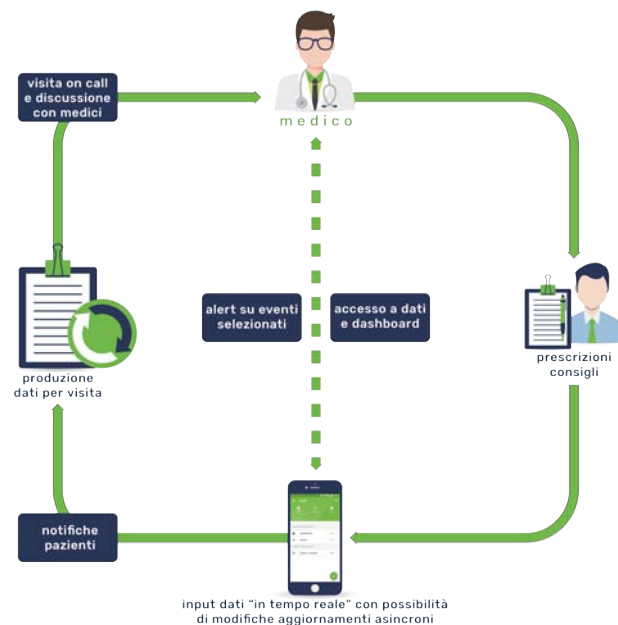 visita on call
e discussione
con medici
medico
alert su eventi
selezionati
accesso a dati
e dashboard
produzione
dati per visita
prescrizioni
consigli
notifiche
pazienti
input dati “in tempo reale” con possibilità
di modifiche aggiornamenti asincroni